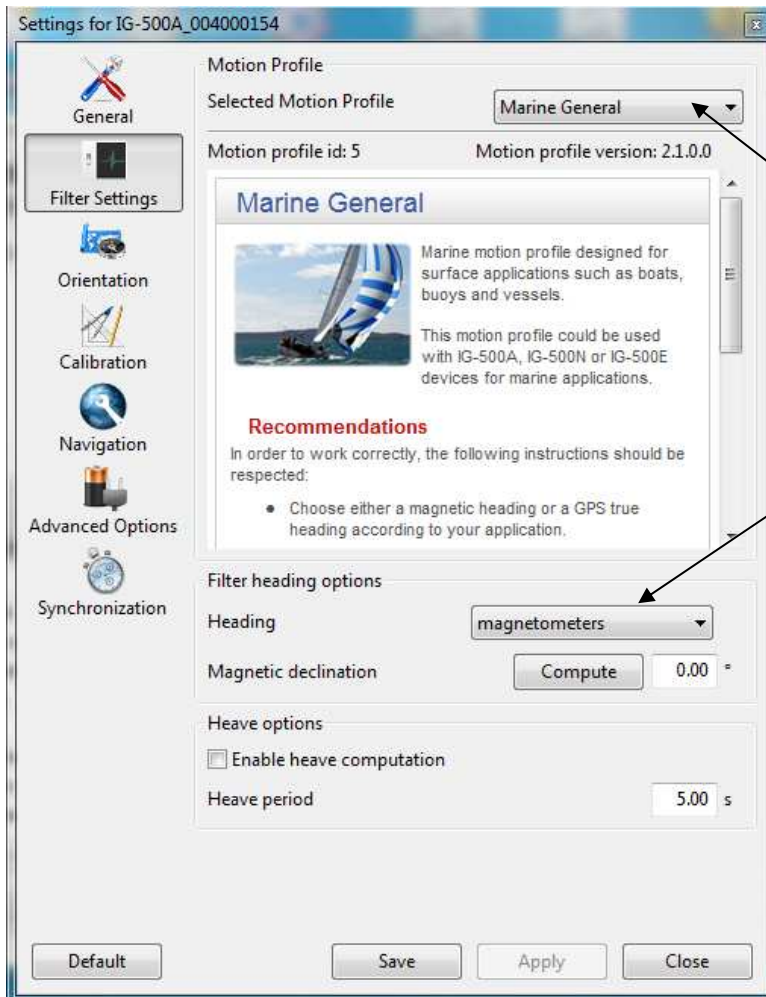 Settings for IG-500A_004000154
General
Filter Settings
Orientation
Calibration
Navigation
Advanced Options
Synchronization
Motion Profile
Selected Motion Profile Marine General
Motion profile id: 5 Motion profile version: 2.1.0.0
Marine General
Marine motion profile designed for
surface applications such as boats,
buoys and vessels.
This motion profile could be used
with IG-500A, IG-500N or IG-500E
devices for marine applications.
Recommendations
In order to work correctly, the following instructions should be
respected:
• Choose either a magnetic heading or a GPS true
heading according to your application.
Filter heading options
Heading magnetometers
Magnetic declination Compute 0.00 °
Heave options
Enable heave computation
Heave period 5.00 s
Default Save Apply Close